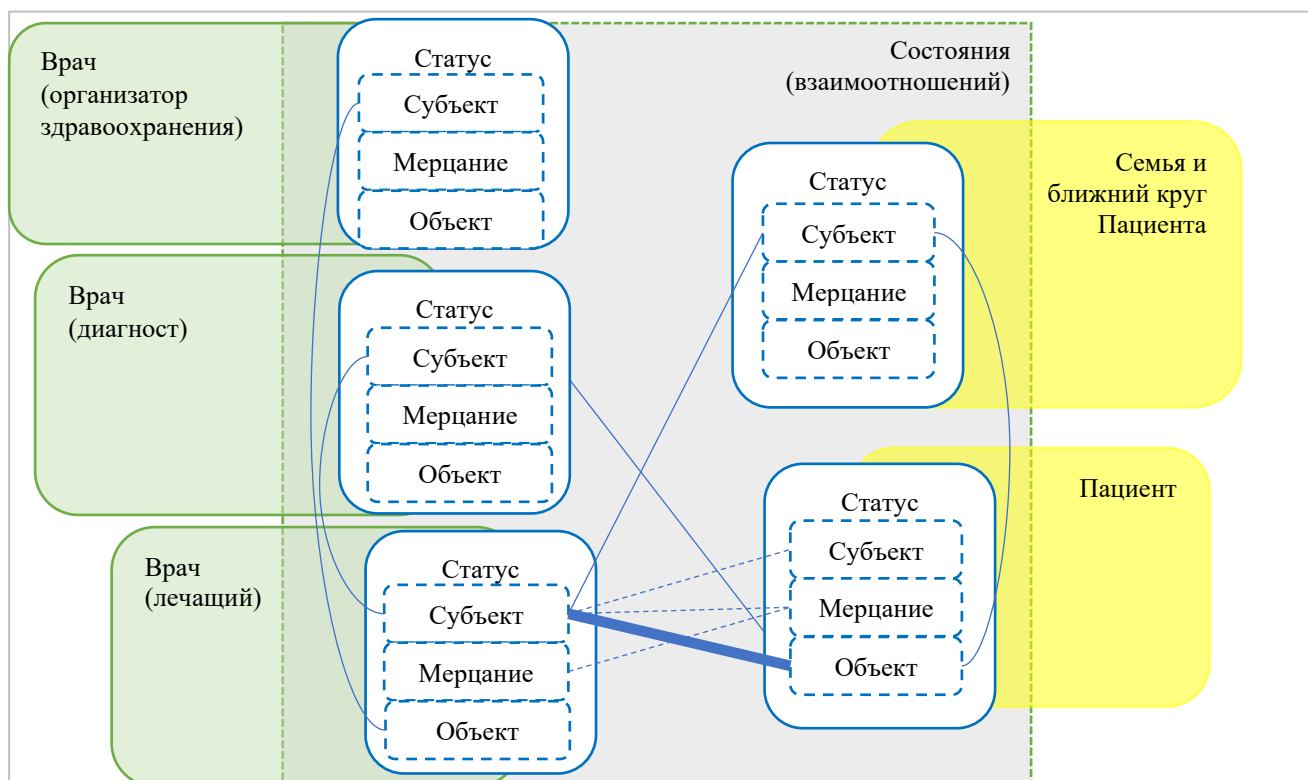 Врач
(организатор
здравоохранения)
Статус
Субъект
Мерцание
Объект
Состояния
(взаимоотношений)
Семья и
ближний круг
Пациента
Статус
Субъект
Мерцание
Объект
Врач
(диагност)
Статус
Субъект
Мерцание
Объект
Пациент
Статус
Субъект
Мерцание
Объект
Врач
(лечащий)
Статус
Субъект
Мерцание
Объект